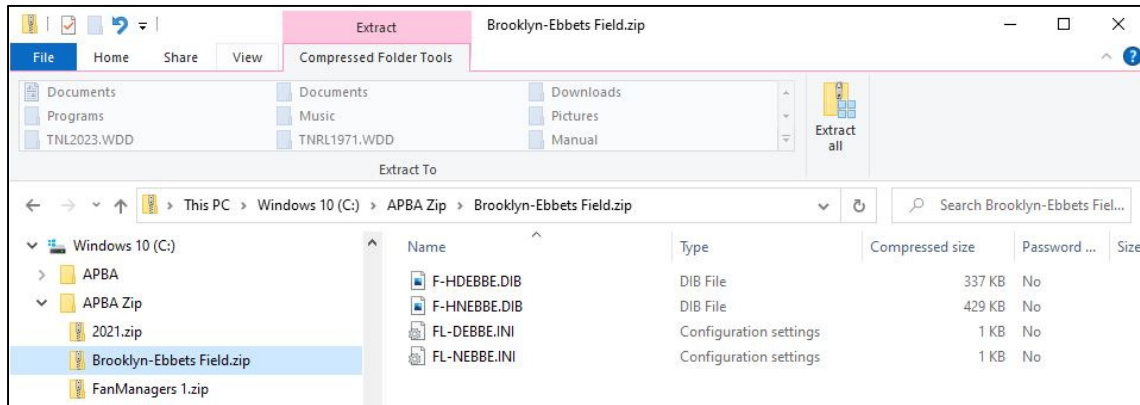 Extract Brooklyn-Ebbets Field.zip
File Home Share View Compressed Folder Tools
Documents Documents Downloads
Programs Music Pictures
TNL2023.WDD TNRL1971.WDD Manual
Extract all
Extract To
This PC > Windows 10 (C:) > APBA Zip > Brooklyn-Ebbets Field.zip Search Brooklyn-Ebbets Fiel...
Windows 10 (C:)
APBA
APBA Zip
2021.zip
Brooklyn-Ebbets Field.zip
FanManagers 1.zip
Name Type Compressed size Password ... Size
F-HDEBBE.DIB DIB File 337 KB No
F-HNEBBE.DIB DIB File 429 KB No
FL-DEBBE.INI Configuration settings 1 KB No
FL-NEBBE.INI Configuration settings 1 KB No